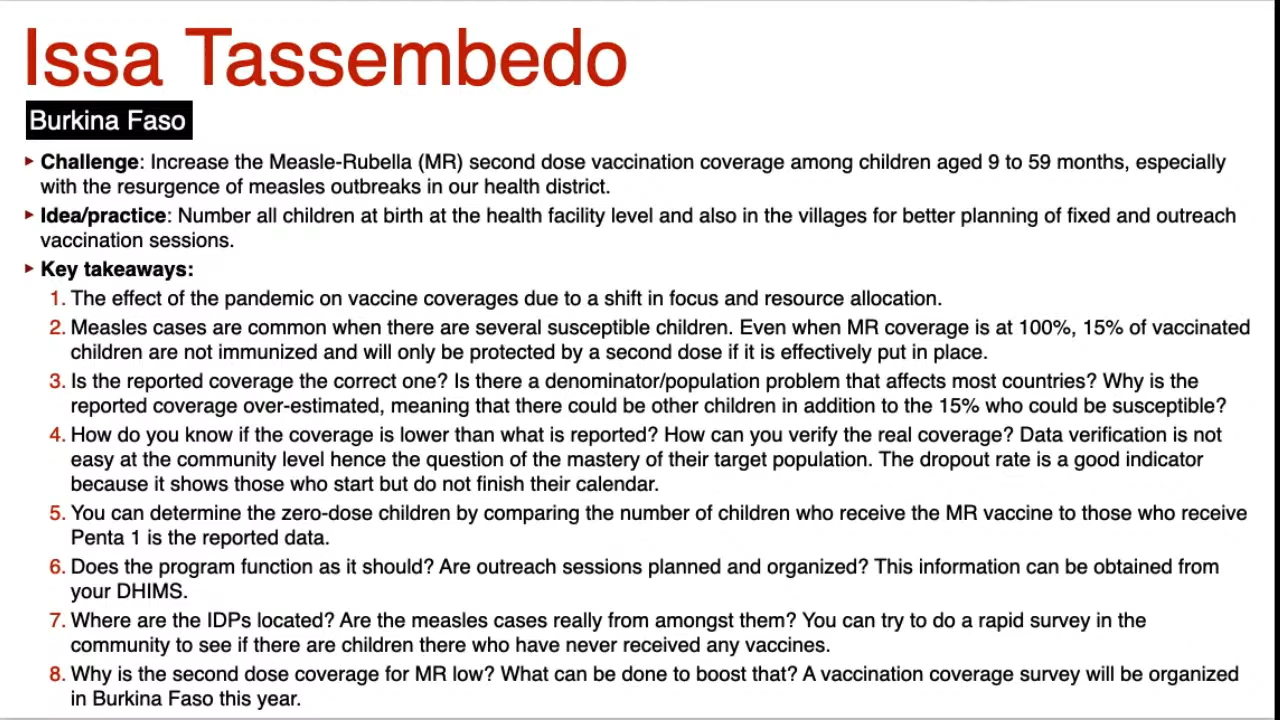 Issa Tassembedo
Burkina Faso
▸ Challenge: Increase the Measle-Rubella (MR) second dose vaccination coverage among children aged 9 to 59 months, especially
with the resurgence of measles outbreaks in our health district.
▸ Idea/practice: Number all children at birth at the health facility level and also in the villages for better planning of fixed and outreach
vaccination sessions.
▸ Key takeaways:
1. The effect of the pandemic on vaccine coverages due to a shift in focus and resource allocation.
2. Measles cases are common when there are several susceptible children. Even when MR coverage is at 100%, 15% of vaccinated
children are not immunized and will only be protected by a second dose if it is effectively put in place.
3. Is the reported coverage the correct one? Is there a denominator/population problem that affects most countries? Why is the
reported coverage over-estimated, meaning that there could be other children in addition to the 15% who could be susceptible?
4. How do you know if the coverage is lower than what is reported? How can you verify the real coverage? Data verification is not
easy at the community level hence the question of the mastery of their target population. The dropout rate is a good indicator
because it shows those who start but do not finish their calendar.
5. You can determine the zero-dose children by comparing the number of children who receive the MR vaccine to those who receive
Penta 1 is the reported data.
6. Does the program function as it should? Are outreach sessions planned and organized? This information can be obtained from
your DHIMS.
7. Where are the IDPs located? Are the measles cases really from amongst them? You can try to do a rapid survey in the
community to see if there are children there who have never received any vaccines.
8. Why is the second dose coverage for MR low? What can be done to boost that? A vaccination coverage survey will be organized
in Burkina Faso this year.